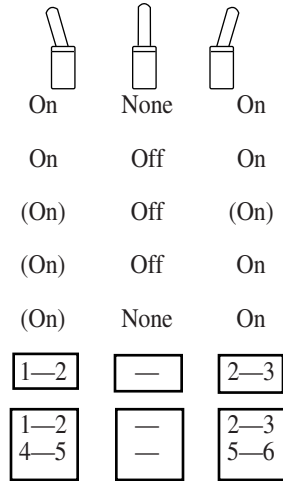 On None On
On Off On
(On) Off (On)
(On) Off On
(On) None On
1—2 — 2—3
1—2 — 2—3
4—5 — 5—6